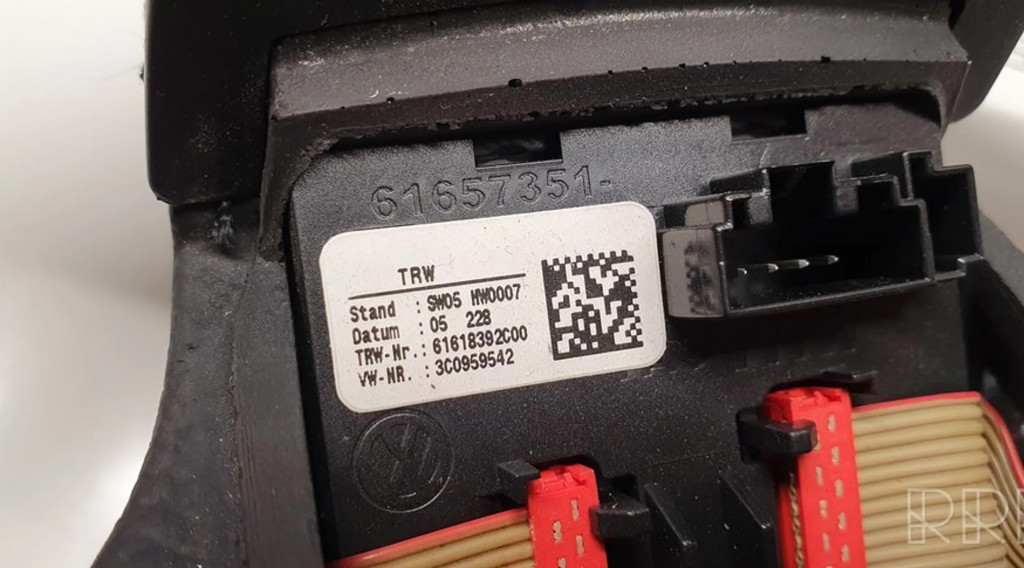 61657351-
TRW
Stand : SW05 HW0007
Datum : 05 228
TRW-Nr.: 61618392C00
VW-NR. : 3C0959542